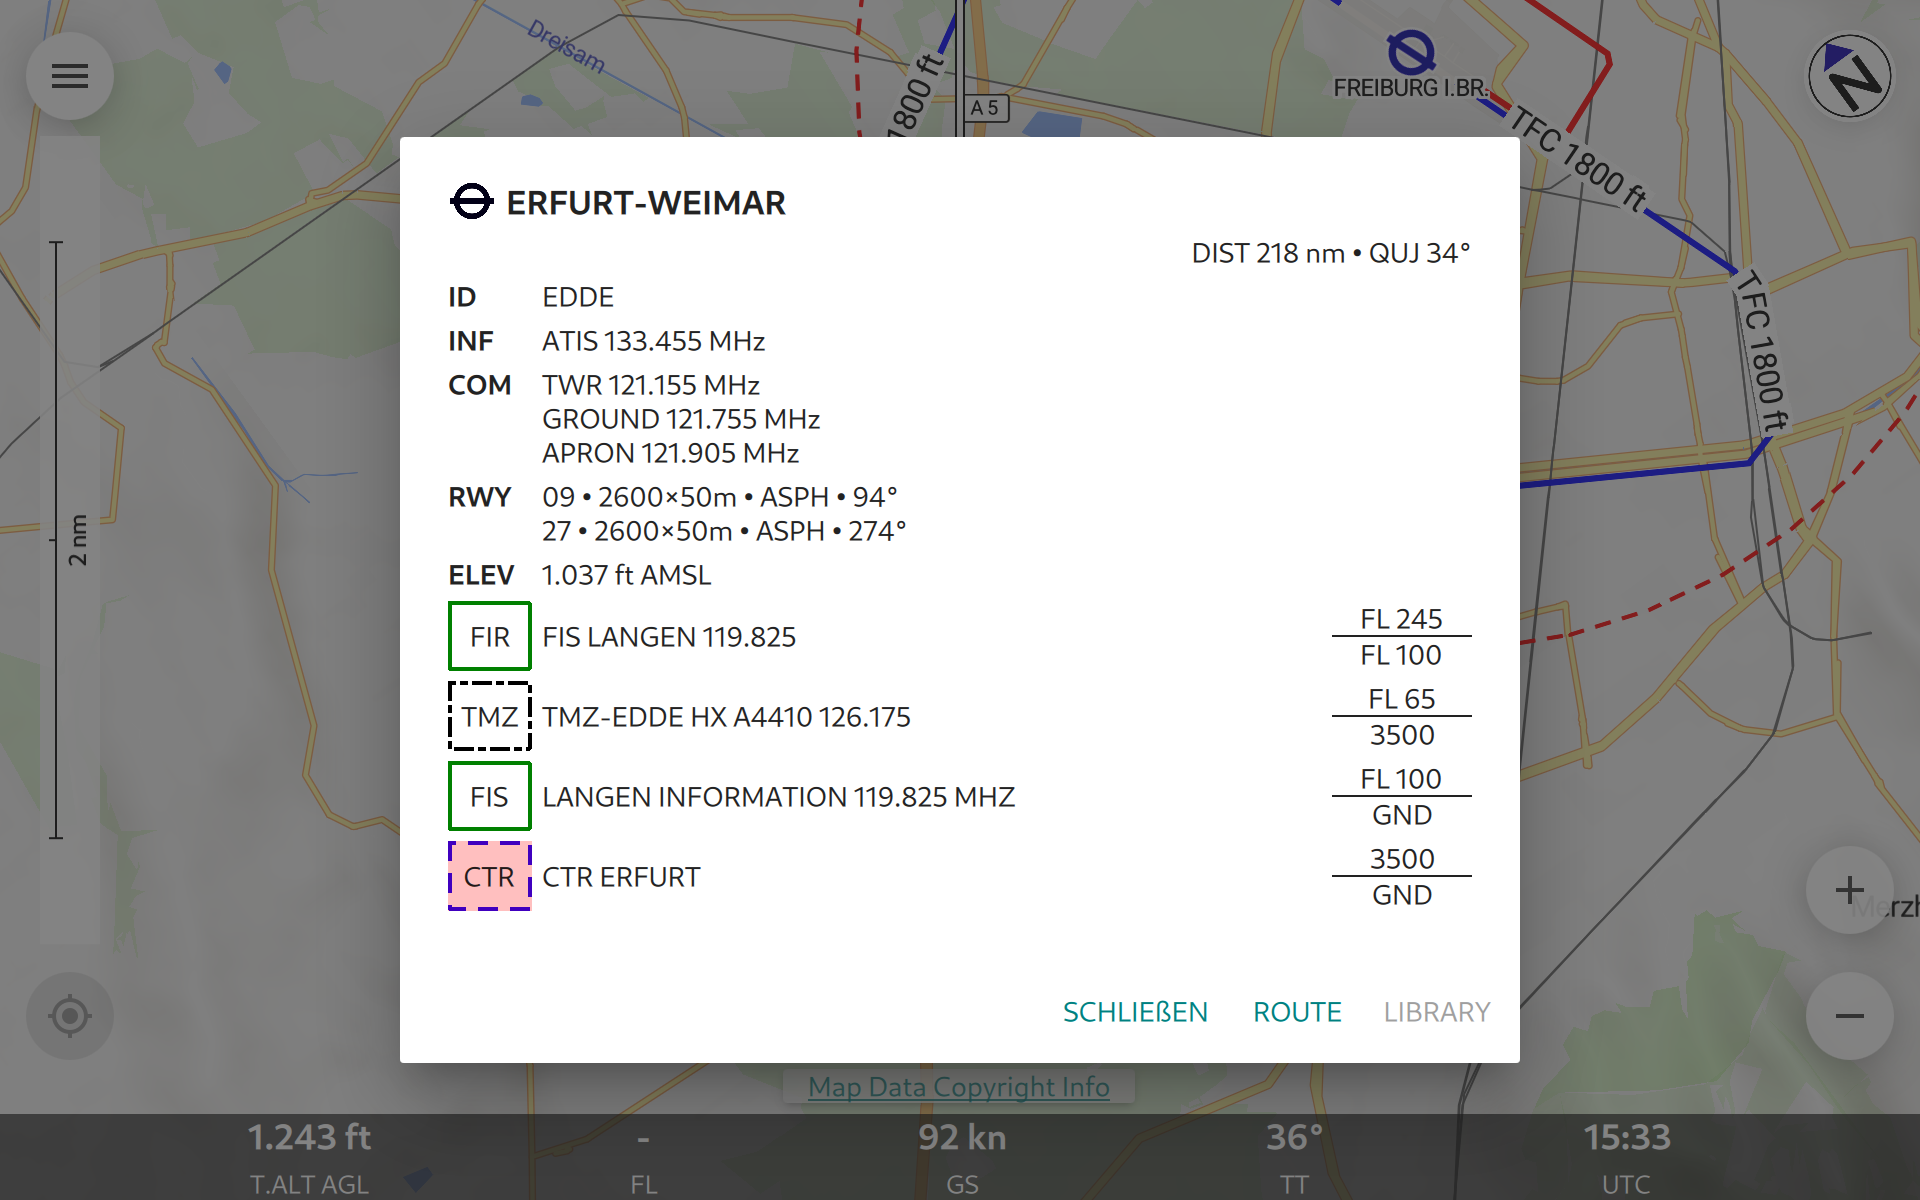 Dreisam
1800 ft
A 5
FREIBURG I.BR.
TFC 1800 ft
TFC 1800 ft
N
2 nm
ERFURT-WEIMAR
DIST 218 nm • QUJ 34°
ID EDDE
INF ATIS 133.455 MHz
COM TWR 121.155 MHz
GROUND 121.755 MHz
APRON 121.905 MHz
RWY 09 • 2600×50m • ASPH • 94°
27 • 2600×50m • ASPH • 274°
ELEV 1.037 ft AMSL
FIR FIS LANGEN 119.825 FL 245
FL 100
TMZ TMZ-EDDE HX A4410 126.175 FL 65
3500
FIS LANGEN INFORMATION 119.825 MHZ FL 100
GND
CTR CTR ERFURT 3500
GND
SCHLIEßEN ROUTE LIBRARY
Merzh
Map Data Copyright Info
1.243 ft - 92 kn 36° 15:33
T.ALT AGL FL GS TT UTC